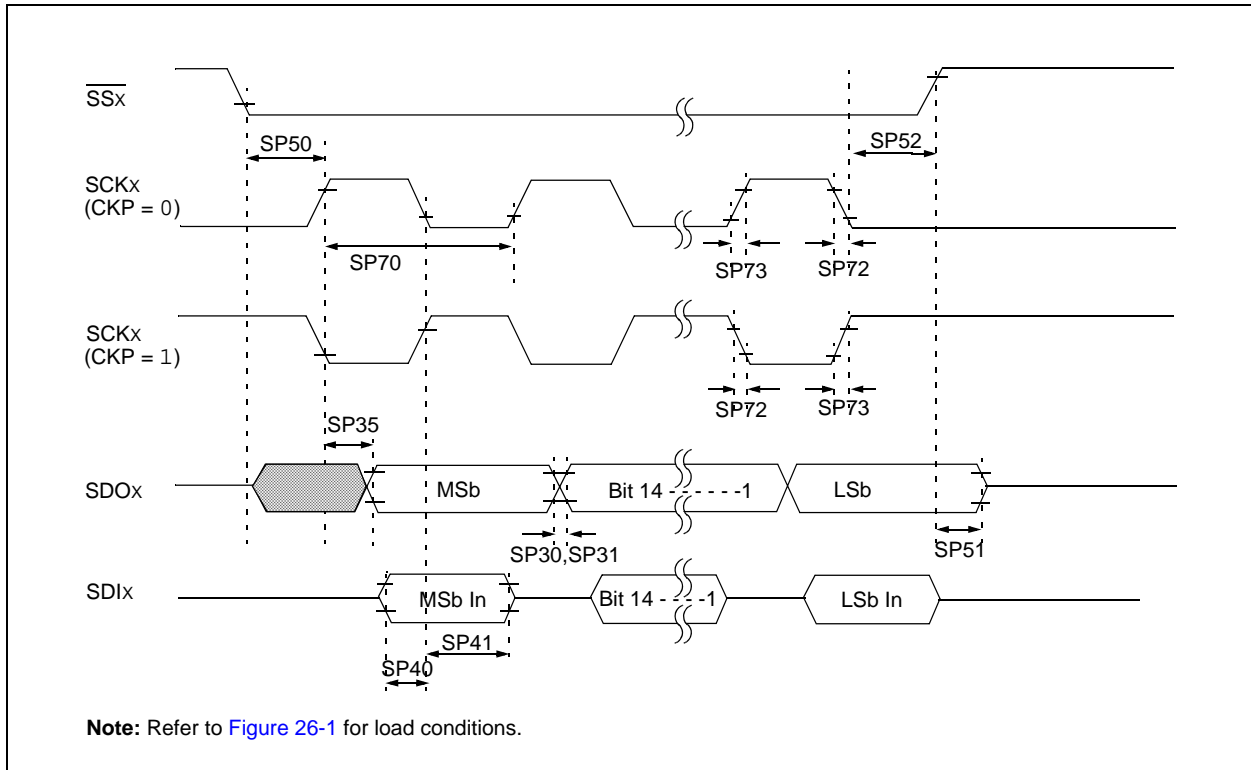 SSX
SP50
SP52
SCKX
(CKP = 0)
SP70
SP73
SP72
SCKX
(CKP = 1)
SP72
SP73
SP35
SDOX
MSb
Bit 14 - - - - - -1
LSb
SP30,SP31
SP51
SDIX
MSb In
Bit 14 - - - -1
LSb In
SP41
SP40
Note: Refer to Figure 26-1 for load conditions.